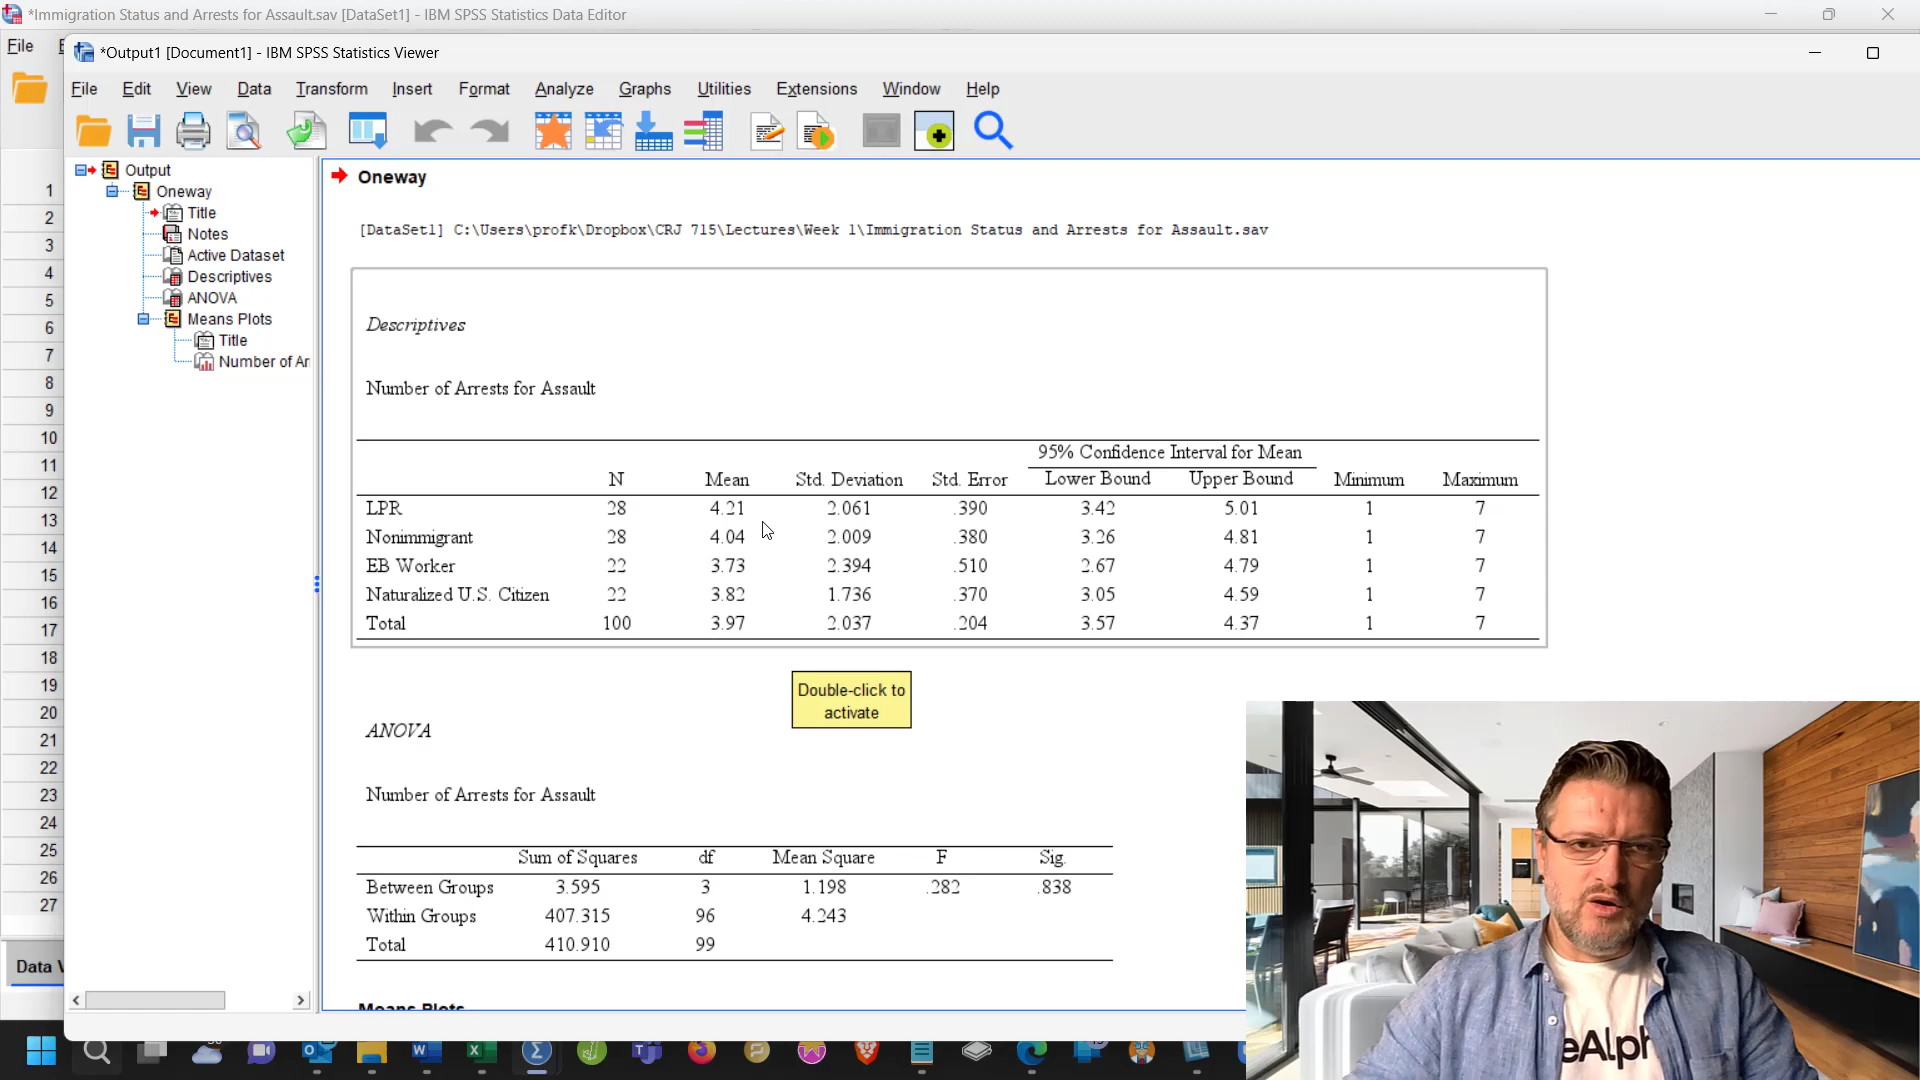 *Immigration Status and Arrests for Assault.sav [DataSet1] - IBM SPSS Statistics Data Editor
File
*Output1 [Document1] - IBM SPSS Statistics Viewer
File Edit View Data Transform Insert Format Analyze Graphs Utilities Extensions Window Help
Output
Oneway
Title
Notes
Active Dataset
Descriptives
ANOVA
Means Plots
Title
Number of Ar
1
2
3
4
5
6
7
8
9
10
11
12
13
14
15
16
17
18
19
20
21
22
23
24
25
26
27
Data V
Oneway
[DataSet1] C:\Users\profk\Dropbox\CRJ 715\Lectures\Week 1\Immigration Status and Arrests for Assault.sav
Descriptives
Number of Arrests for Assault
95% Confidence Interval for Mean
N Mean Std. Deviation Std. Error Lower Bound Upper Bound Minimum Maximum
LPR 28 4.21 2.061 .390 3.42 5.01 1 7
Nonimmigrant 28 4.04 2.009 .380 3.26 4.81 1 7
EB Worker 22 3.73 2.394 .510 2.67 4.79 1 7
Naturalized U.S. Citizen 22 3.82 1.736 .370 3.05 4.59 1 7
Total 100 3.97 2.037 .204 3.57 4.37 1 7
Double-click to
activate
ANOVA
Number of Arrests for Assault
Sum of Squares df Mean Square F Sig.
Between Groups 3.595 3 1.198 .282 .838
Within Groups 407.315 96 4.243
Total 410.910 99
Means Plots
eAlph